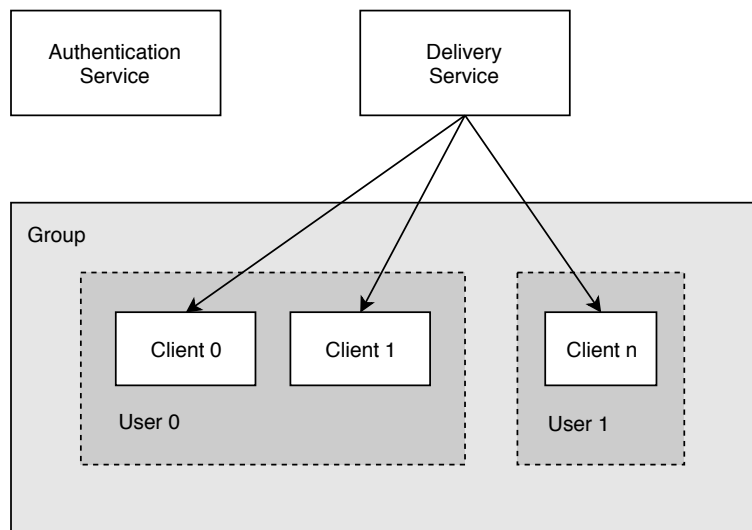 Authentication
Service
Delivery
Service
Group
Client 0
Client 1
Client n
User 0
User 1